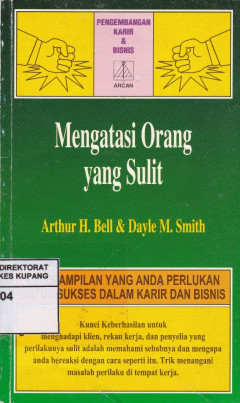 PENGEMBANGAN
KARIR
&
BISNIS
ARCAN
Mengatasi Orang
yang Sulit
Arthur H. Bell & Dayle M. Smith
DIREKTORAT
KES KUPANG
04
AMPILAN YANG ANDA PERLUKAN
SUKSES DALAM KARIR DAN BISNIS
Kunci Keberhasilan untuk
menghadapi klien, rekan kerja, dan penyelia yang
perilakunya sulit adalah memahami sebabnya dan mengapa
anda bereaksi dengan cara seperti itu. Trik menangani
masalah perilaku di tempat kerja.